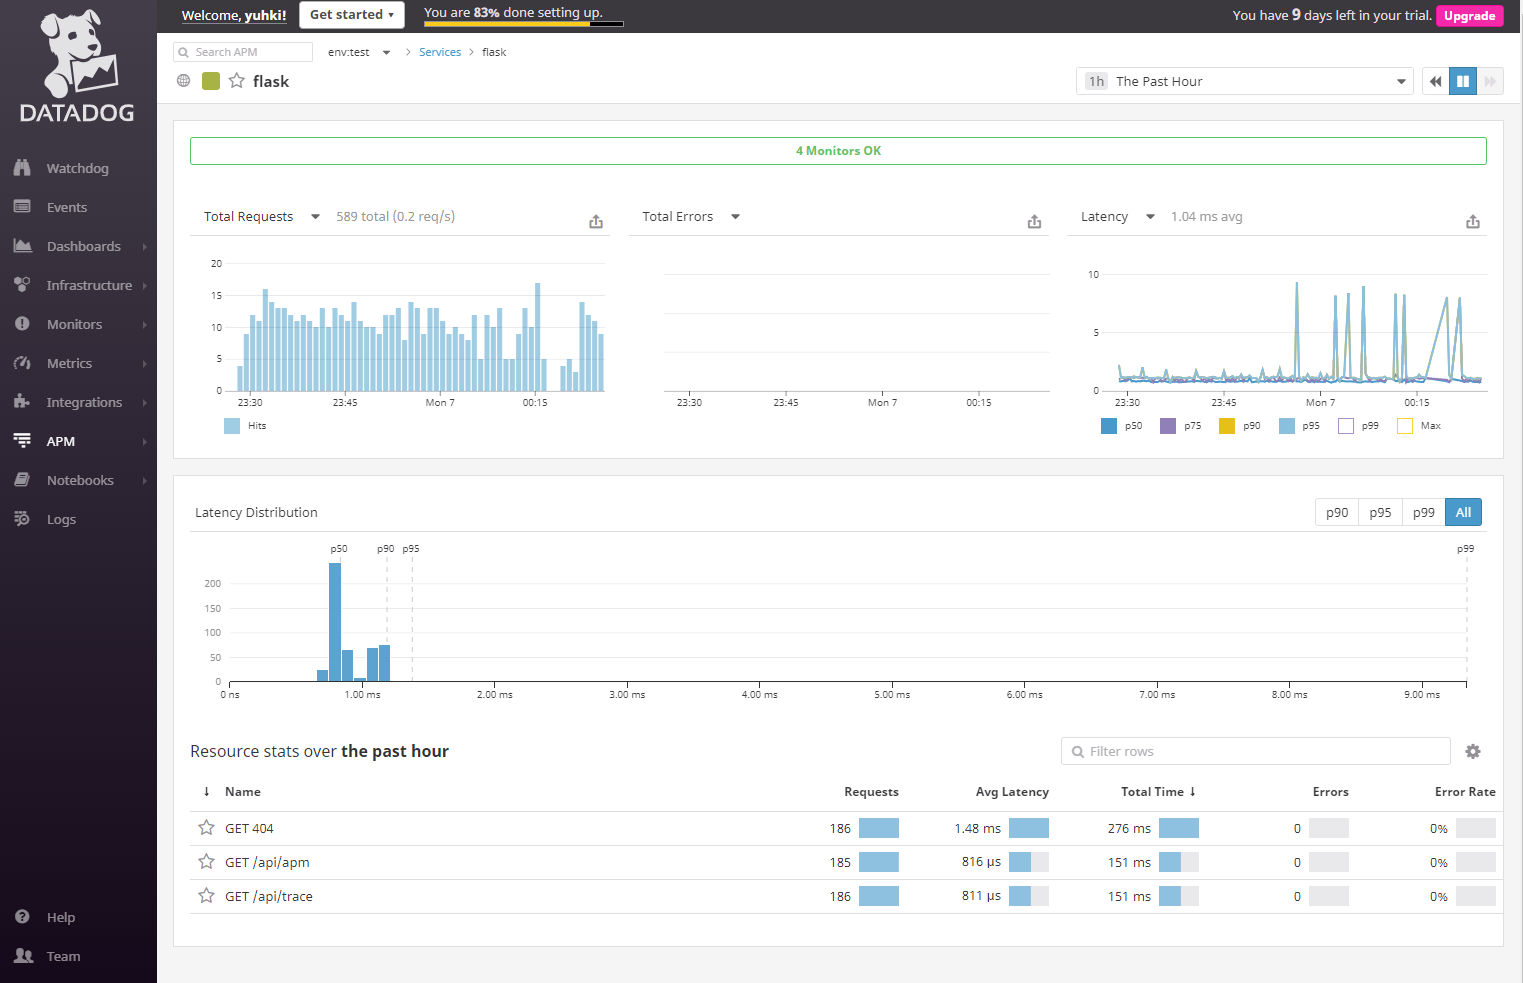 DATADOG
Watchdog
Events
Dashboards
Infrastructure
Monitors
Metrics
Integrations
APM
Notebooks
Logs
Help
Team
Welcome, yuhki!
Get started
You are 83% done setting up.
You have 9 days left in your trial.
Upgrade
Search APM
env:test
Services > flask
flask
1h The Past Hour
4 Monitors OK
Total Requests 589 total (0.2 req/s)
20
15
10
5
0
23:30 23:45 Mon 7 00:15
Hits
Total Errors
23:30 23:45 Mon 7 00:15
Latency 1.04 ms avg
10
5
0
23:30 23:45 Mon 7 00:15
p50 p75 p90 p95 p99 Max
Latency Distribution
p90 p95 p99 All
p50 p90 p95 p99
200
150
100
50
0
0 ns 1.00 ms 2.00 ms 3.00 ms 4.00 ms 5.00 ms 6.00 ms 7.00 ms 8.00 ms 9.00 ms
Resource stats over the past hour
Filter rows
↓ Name Requests Avg Latency Total Time ↓ Errors Error Rate
GET 404 186 1.48 ms 276 ms 0 0%
GET /api/apm 185 816 µs 151 ms 0 0%
GET /api/trace 186 811 µs 151 ms 0 0%